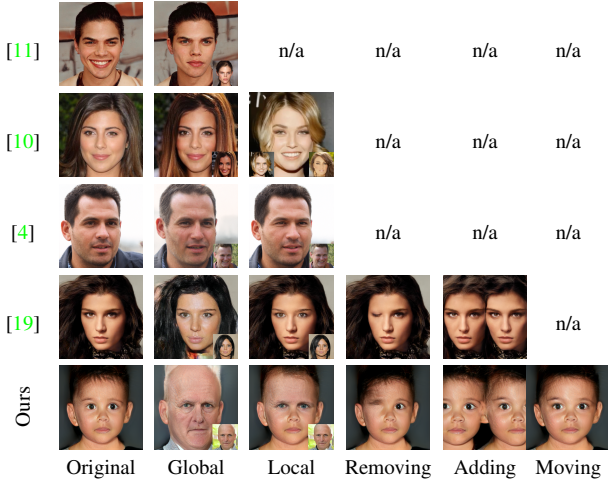 [11] n/a n/a n/a n/a
[10] n/a n/a n/a
[4] n/a n/a n/a
[19] n/a
Ours
Original Global Local Removing Adding Moving